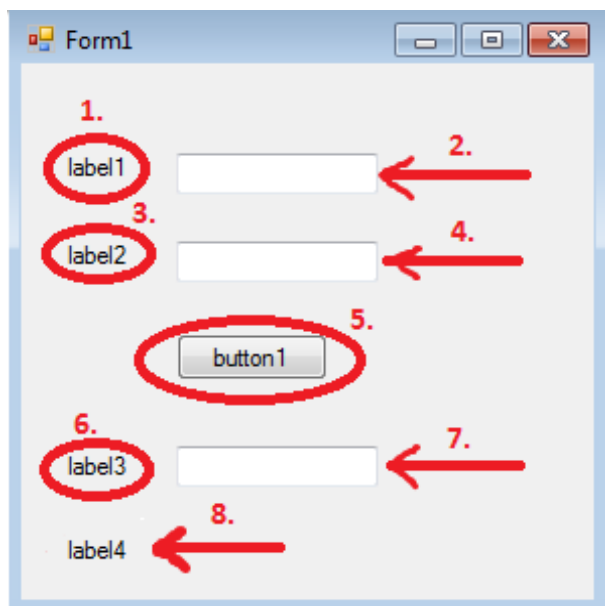 Form1
1.
label1
2.
3.
label2
4.
5.
button1
6.
label3
7.
8.
label4